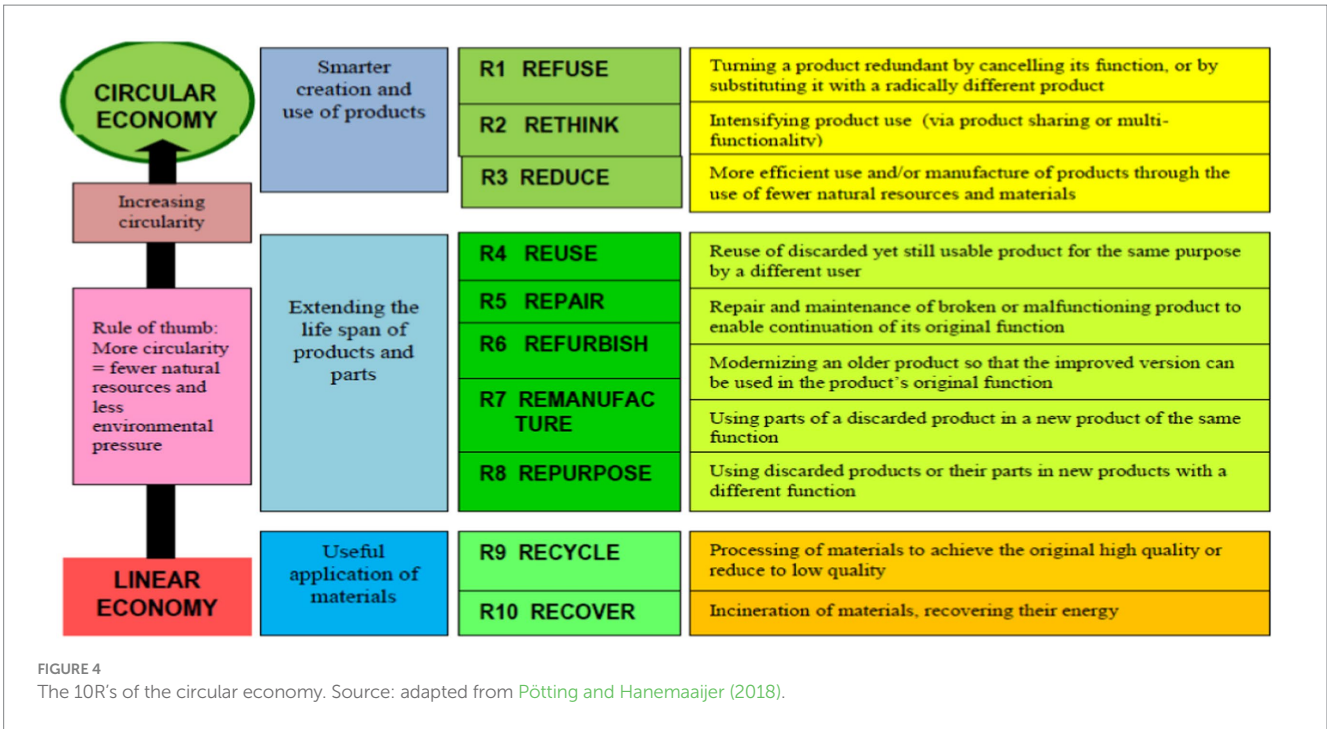 CIRCULAR
ECONOMY
Increasing
circularity
Rule of thumb:
More circularity
= fewer natural
resources and
less
environmental
pressure
LINEAR
ECONOMY
Smarter
creation and
use of products
R1 REFUSE
Turning a product redundant by cancelling its function, or by
substituting it with a radically different product
R2 RETHINK
Intensifying product use (via product sharing or multi-
functionality)
R3 REDUCE
More efficient use and/or manufacture of products through the
use of fewer natural resources and materials
Extending the
life span of
products and
parts
R4 REUSE
Reuse of discarded yet still usable product for the same purpose
by a different user
R5 REPAIR
Repair and maintenance of broken or malfunctioning product to
enable continuation of its original function
R6 REFURBISH
Modernizing an older product so that the improved version can
be used in the product's original function
R7 REMANUFAC
TURE
Using parts of a discarded product in a new product of the same
function
R8 REPURPOSE
Using discarded products or their parts in new products with a
different function
Useful
application of
materials
R9 RECYCLE
Processing of materials to achieve the original high quality or
reduce to low quality
R10 RECOVER
Incineration of materials, recovering their energy
FIGURE 4
The 10R's of the circular economy. Source: adapted from Pötting and Hanemaaijer (2018).